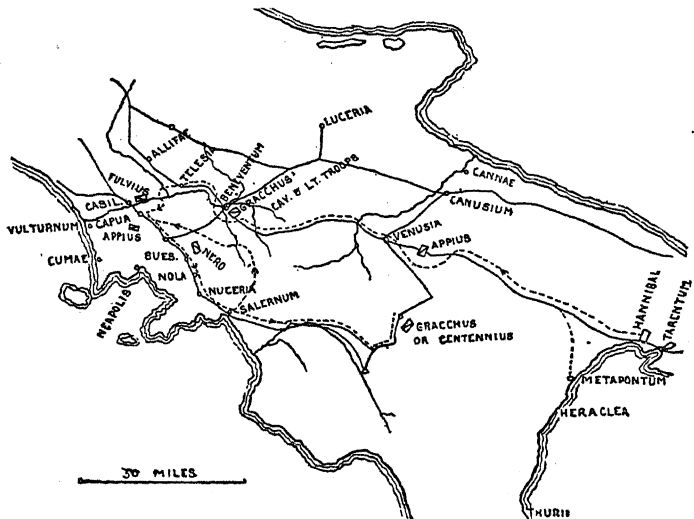 LUCERIA
ALLIFAE
TELESIA
BENEVENTUM
GRACCHUS'
CAV. & LT. TROOPS
CANNAE
CANUSIUM
FULVIUS
CASIL.
VULTURNUM
CAPUA
APPIUS
CUMAE
SUES.
NERO
NOLA
VENUSIA
APPIUS
NUCERIA
SALERNUM
NEAPOLIS
GRACCHUS
OR CENTENNIUS
HANNIBAL
TARENTUM
METAPONTUM
HERACLEA
30 MILES
THURII